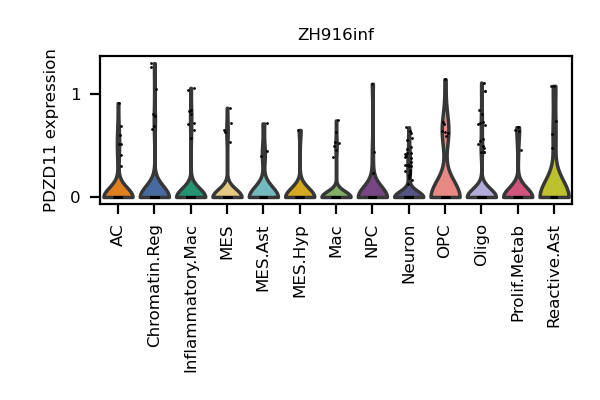 ZH916inf
PDZD11 expression
1
0
AC
Chromatin.Reg
Inflammatory.Mac
MES
MES.Ast
MES.Hyp
Mac
NPC
Neuron
OPC
Oligo
Prolif.Metab
Reactive.Ast